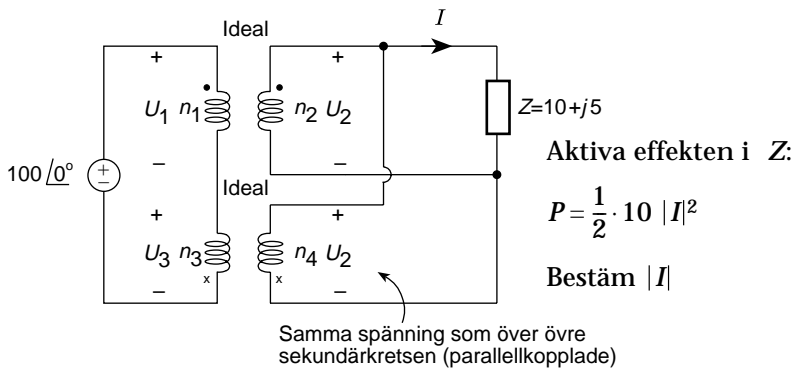 Ideal
I
+ + 
U1 n1 n2 U2
Z=10+j5
Aktiva effekten i Z:
− −
100 /0° + −
Ideal
P = 1/2 · 10 |I|²
+ +
U3 n3 n4 U2
x x
− −
Bestäm |I|
Samma spänning som över övre
sekundärkretsen (parallellkopplade)